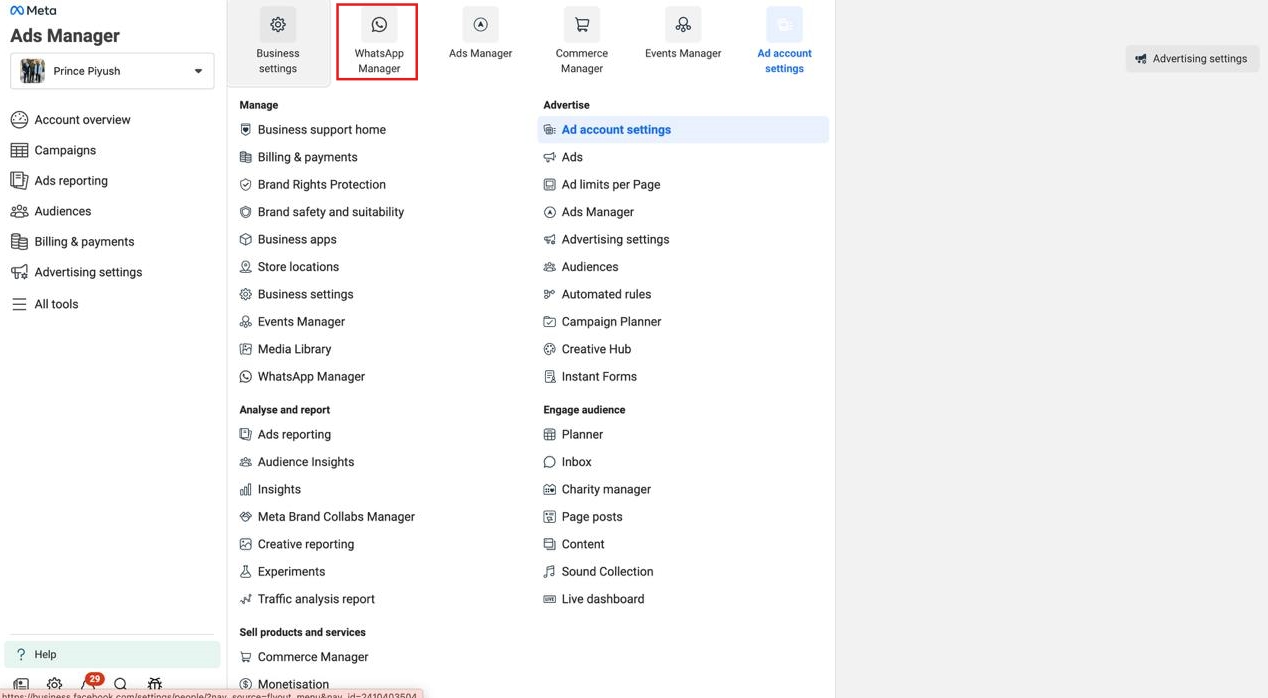 Meta
Ads Manager
Prince Piyush
Account overview
Campaigns
Ads reporting
Audiences
Billing & payments
Advertising settings
All tools
Help
29
Business
settings
WhatsApp
Manager
Ads Manager
Commerce
Manager
Events Manager
Ad account
settings
Manage
Business support home
Billing & payments
Brand Rights Protection
Brand safety and suitability
Business apps
Store locations
Business settings
Events Manager
Media Library
WhatsApp Manager
Analyse and report
Ads reporting
Audience Insights
Insights
Meta Brand Collabs Manager
Creative reporting
Experiments
Traffic analysis report
Sell products and services
Commerce Manager
Monetisation
Advertise
Ad account settings
Ads
Ad limits per Page
Ads Manager
Advertising settings
Audiences
Automated rules
Campaign Planner
Creative Hub
Instant Forms
Engage audience
Planner
Inbox
Charity manager
Page posts
Content
Sound Collection
LIVE Live dashboard
Advertising settings
https://business.facebook.com/settings/people/?nav_source=flyout_menu&nav_id=2410403504